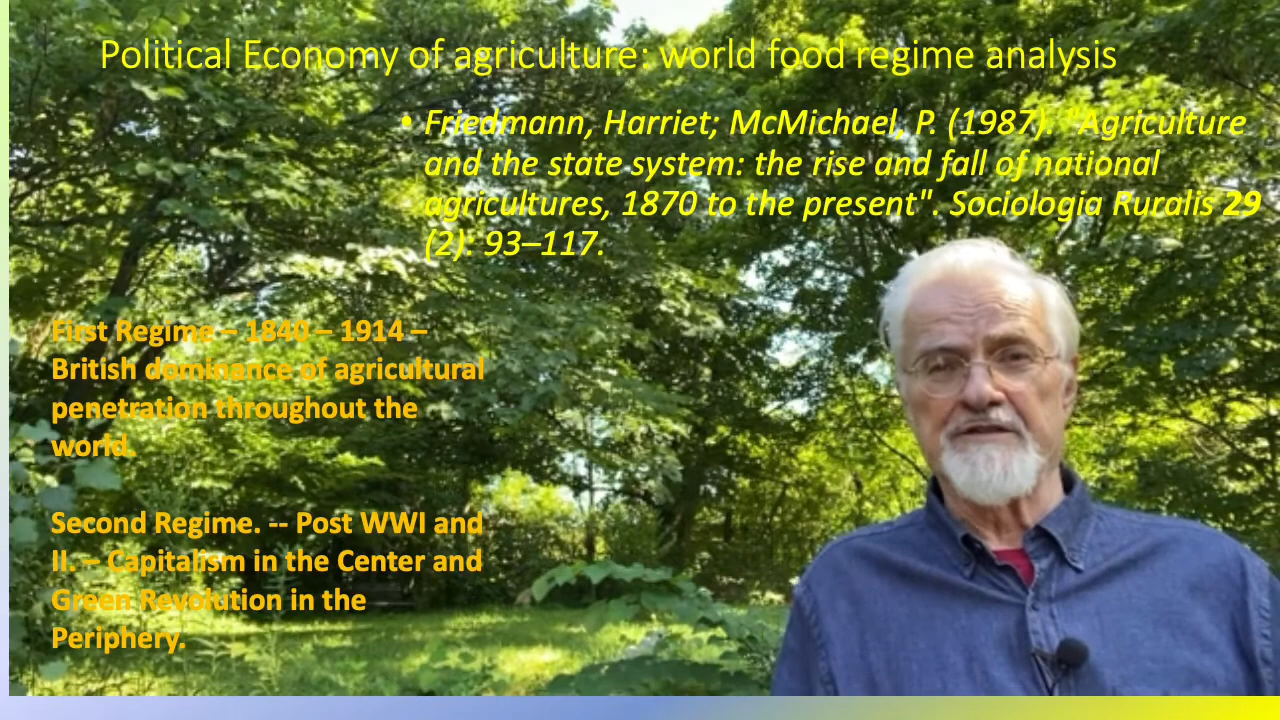 Political Economy of agriculture: world food regime analysis
• Friedmann, Harriet; McMichael, P. (1987). "Agriculture
and the state system: the rise and fall of national
agricultures, 1870 to the present". Sociologia Ruralis 29
(2): 93–117.
First Regime – 1840 – 1914 –
British dominance of agricultural
penetration throughout the
world.
Second Regime. -- Post WWI and
II. – Capitalism in the Center and
Green Revolution in the
Periphery.